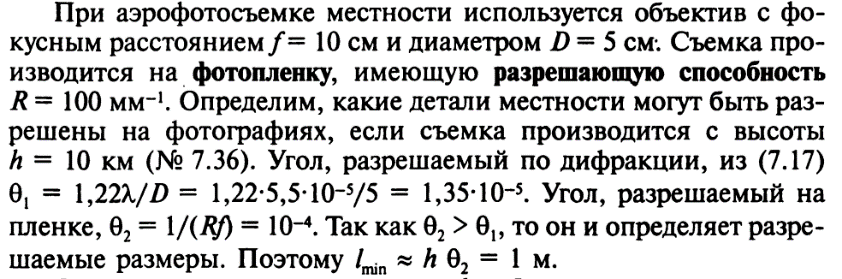 При аэрофотосъемке местности используется объектив с фо-
кусным расстоянием f = 10 см и диаметром D = 5 см. Съемка про-
изводится на фотопленку, имеющую разрешающую способность
R = 100 мм⁻¹. Определим, какие детали местности могут быть раз-
решены на фотографиях, если съемка производится с высоты
h = 10 км (№ 7.36). Угол, разрешаемый по дифракции, из (7.17)
θ₁ = 1,22λ/D = 1,22·5,5·10⁻⁵/5 = 1,35·10⁻⁵. Угол, разрешаемый на
пленке, θ₂ = 1/(Rf) = 10⁻⁴. Так как θ₂ > θ₁, то он и определяет разре-
шаемые размеры. Поэтому lₘᵢₙ ≈ h θ₂ = 1 м.